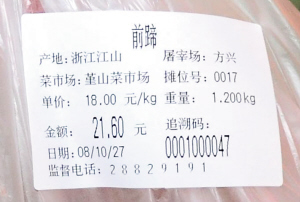 前蹄
产地: 浙江江山 屠宰场: 方兴
菜市场: 堇山菜市场 摊位号: 0017
单价: 18.00 元/kg 重量: 1.200kg
金额: 21.60 元 追溯码:
日期: 08/10/27 0001000047
监督电话: 28829191